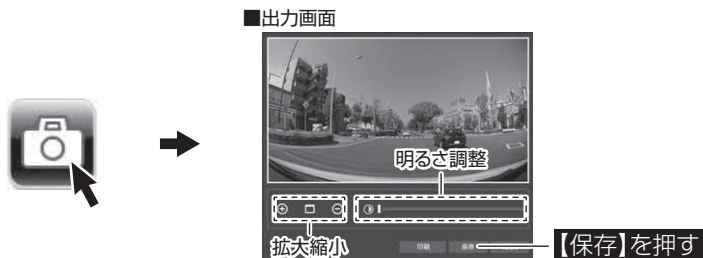 ■出力画面
明るさ調整
拡大縮小
印刷
保存
【保存】を押す